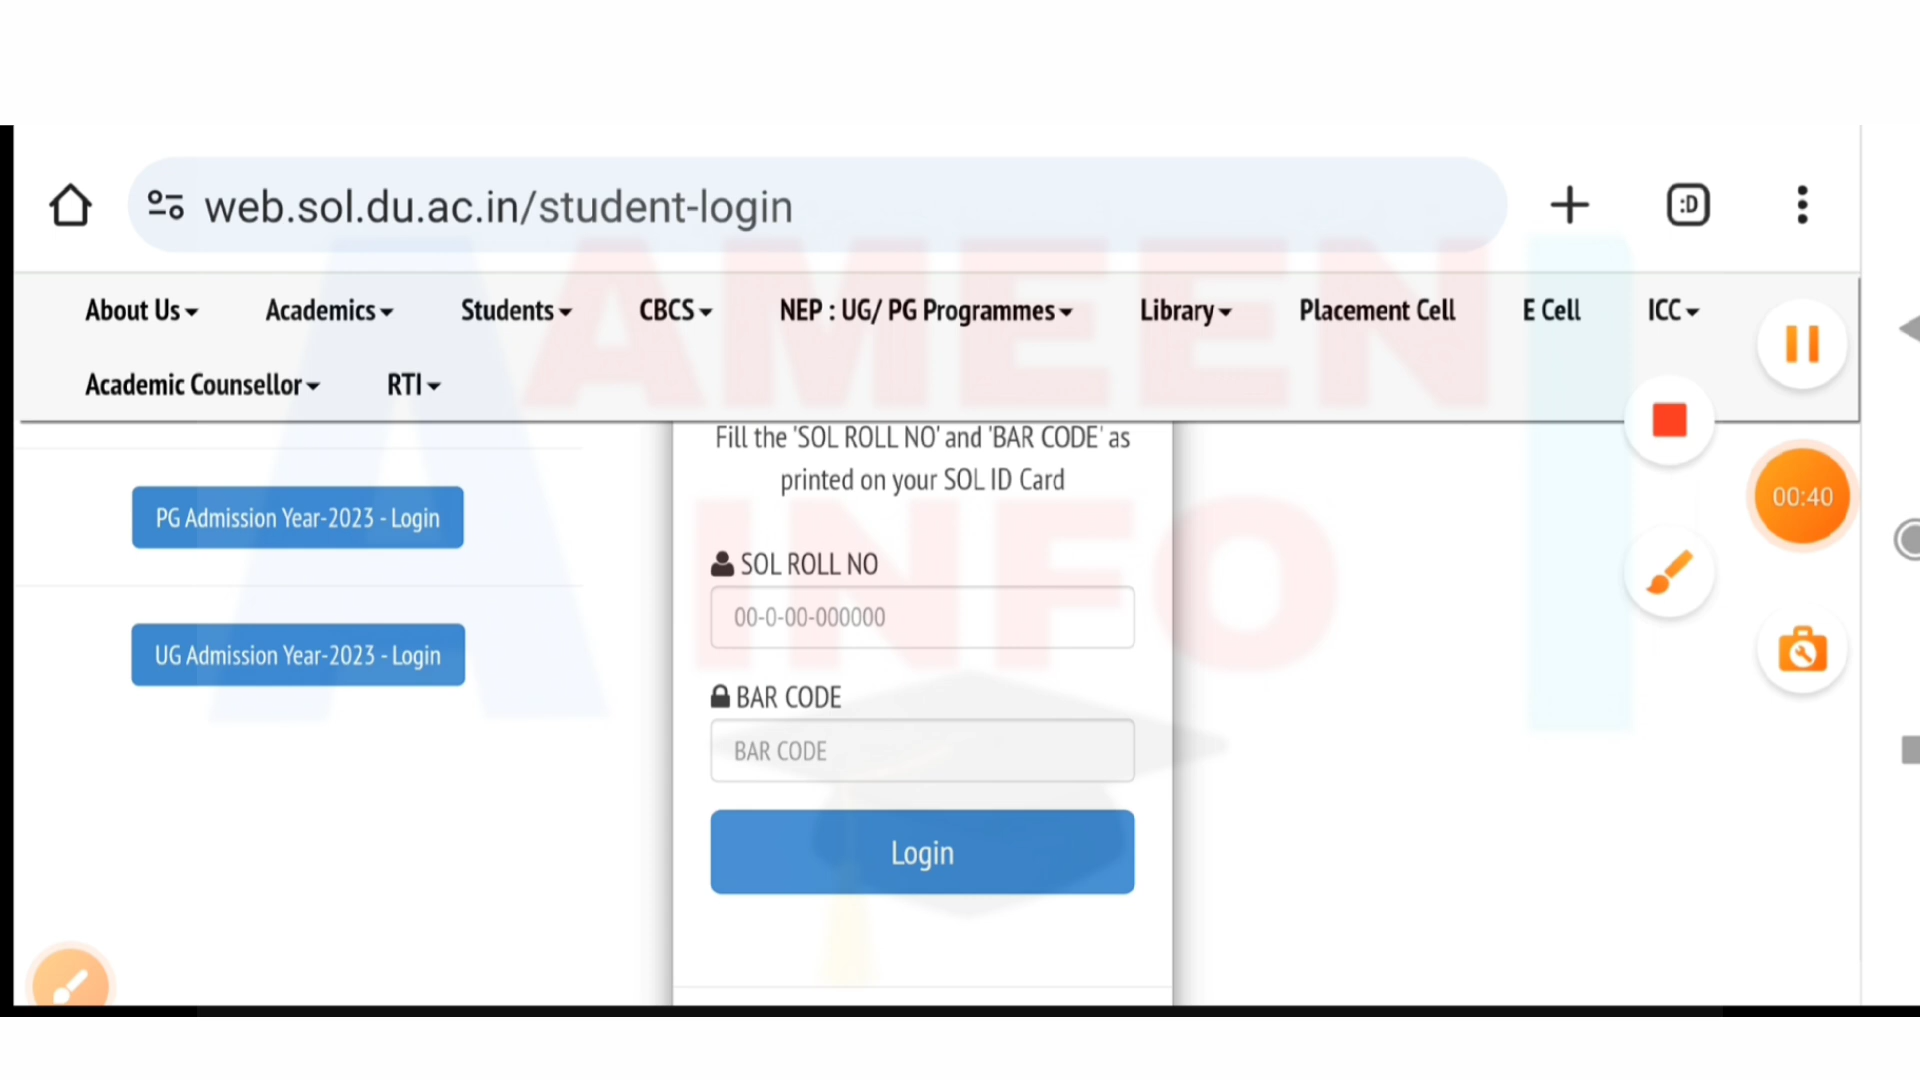 web.sol.du.ac.in/student-login
:D
About Us Academics Students CBCS NEP : UG/ PG Programmes Library Placement Cell E Cell ICC
Academic Counsellor RTI
Fill the 'SOL ROLL NO' and 'BAR CODE' as
printed on your SOL ID Card
PG Admission Year-2023 - Login
UG Admission Year-2023 - Login
SOL ROLL NO
00-0-00-000000
BAR CODE
BAR CODE
Login
00:40
AMEEN
INFO